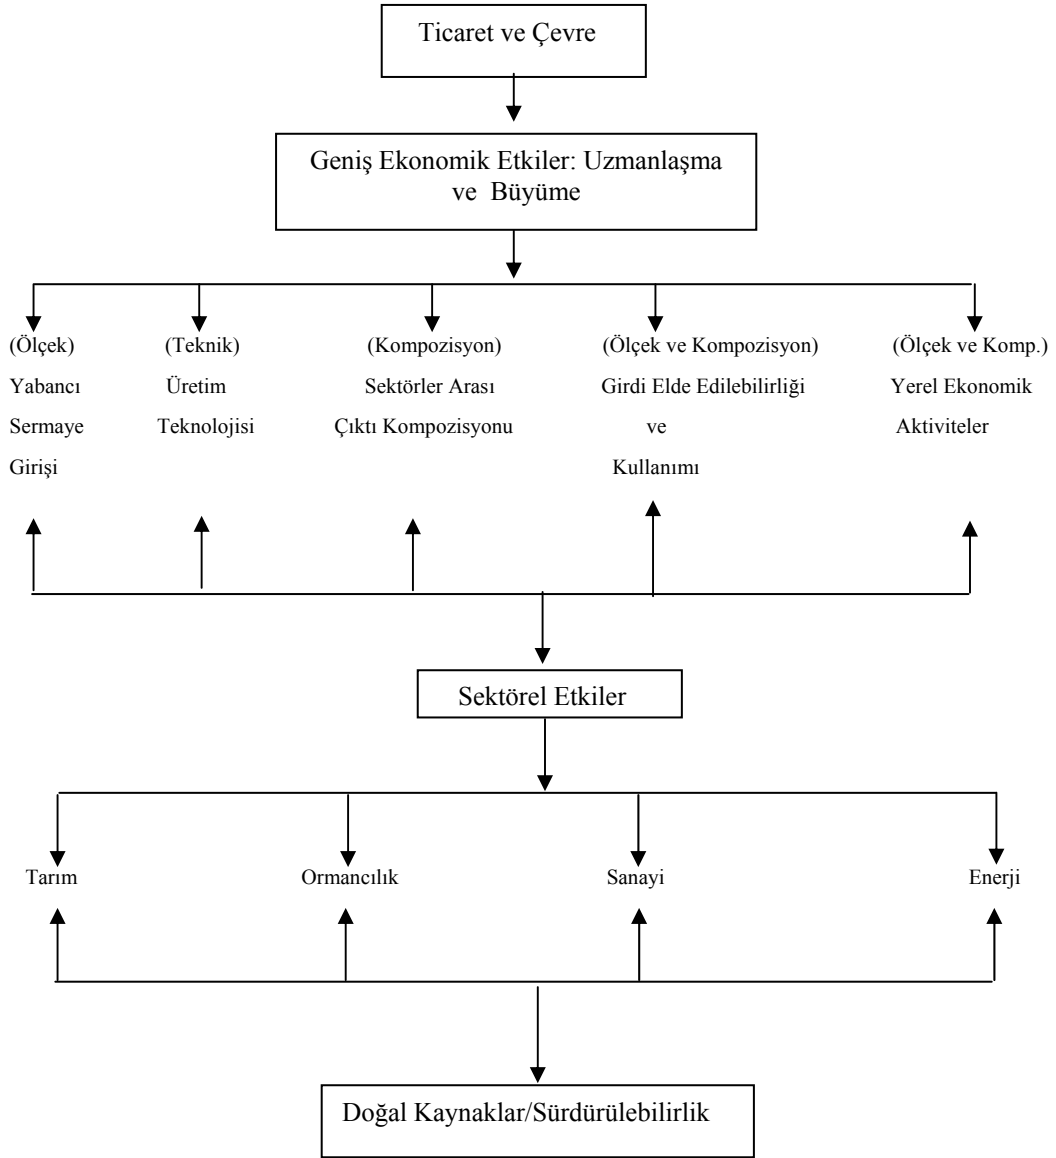 Ticaret ve Çevre
Geniş Ekonomik Etkiler: Uzmanlaşma
ve Büyüme
(Ölçek)
Yabancı
Sermaye
Girişi
(Teknik)
Üretim
Teknolojisi
(Kompozisyon)
Sektörler Arası
Çıktı Kompozisyonu
(Ölçek ve Kompozisyon)
Girdi Elde Edilebilirliği
ve
Kullanımı
(Ölçek ve Komp.)
Yerel Ekonomik
Aktiviteler
Sektörel Etkiler
Tarım
Ormancılık
Sanayi
Enerji
Doğal Kaynaklar/Sürdürülebilirlik